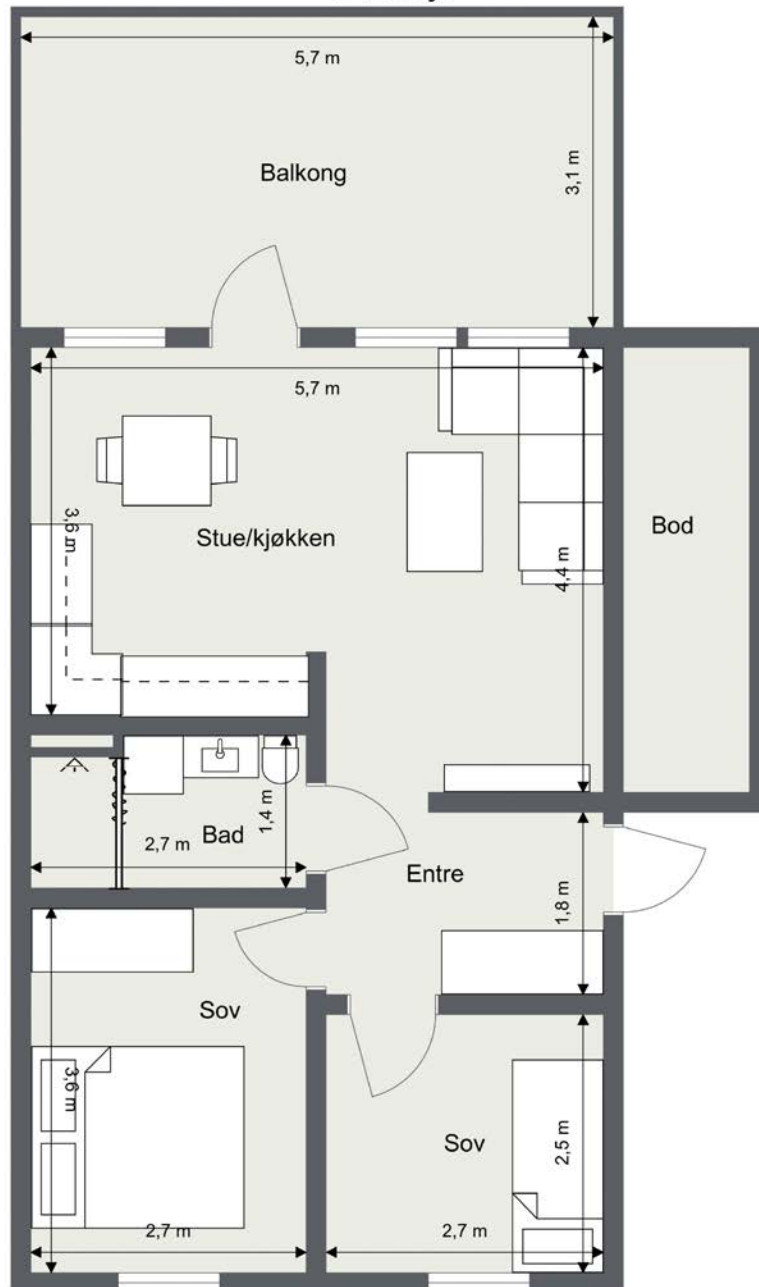 5,7 m
Balkong
3,1 m
5,7 m
3,6 m
Stue/kjøkken
4,4 m
Bod
2,7 m
Bad
1,4 m
Entre
1,8 m
Sov
3,6 m
2,7 m
Sov
2,5 m
2,7 m